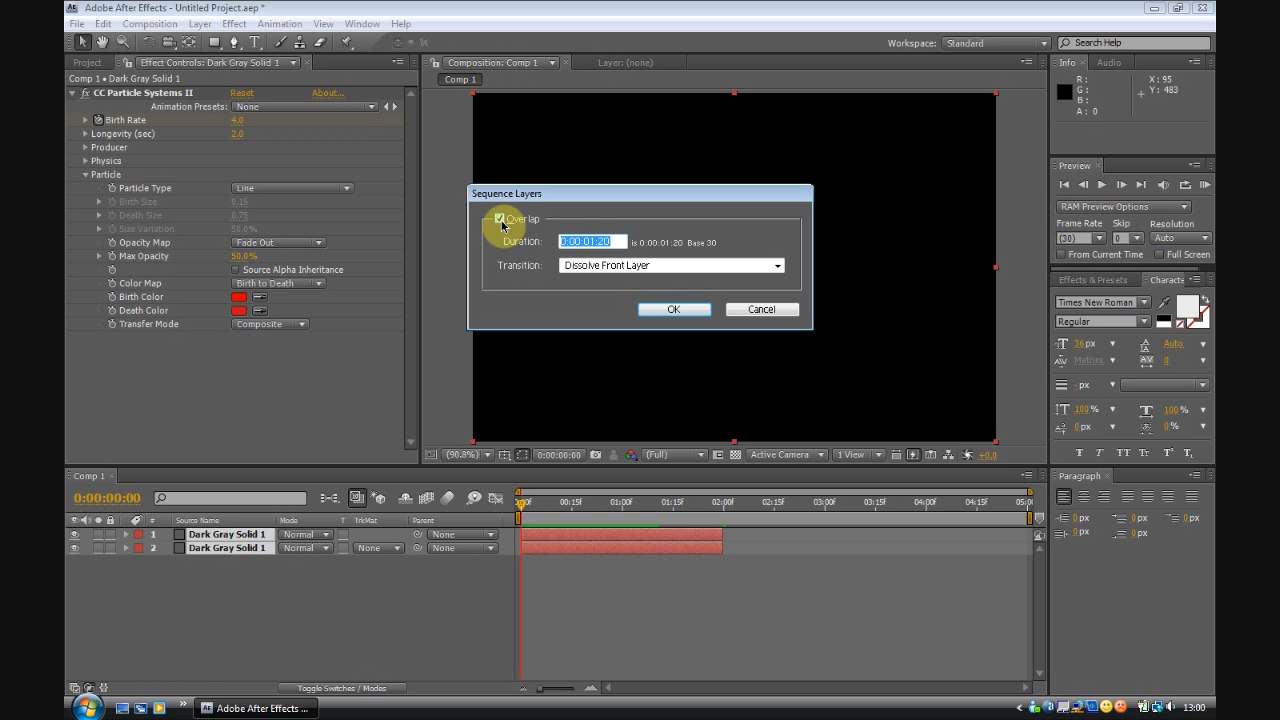 Adobe After Effects - Untitled Project.aep *
File Edit Composition Layer Effect Animation View Window Help
Workspace: Standard
Search Help
Project
Effect Controls: Dark Gray Solid 1
Comp 1 • Dark Gray Solid 1
CC Particle Systems II Reset About...
Animation Presets: None
Birth Rate 4.0
Longevity (sec) 2.0
Producer
Physics
Particle
Particle Type Line
Birth Size 0.15
Death Size 0.75
Size Variation 50.0%
Opacity Map Fade Out
Max Opacity 50.0%
Source Alpha Inheritance
Color Map Birth to Death
Birth Color
Death Color
Transfer Mode Composite
Composition: Comp 1
Layer: (none)
Comp 1
Sequence Layers
Overlap
Duration: 0:00:01:20 is 0:00:01:20 Base 30
Transition: Dissolve Front Layer
OK Cancel
(90.8%) 0:00:00:00 (Full) Active Camera 1 View +0.0
Info Audio
R: X: 95
G: Y: 483
B:
A: 0
Preview
RAM Preview Options
Frame Rate Skip Resolution
(30) 0 Auto
From Current Time Full Screen
Effects & Presets Characte
Times New Roman
Regular
36 px Auto
Metrics 0
- px
100 % 100 %
0 px 0 %
T T TT Tr T¹ T₁
Paragraph
0 px 0 px 0 px
0 px 0 px
Comp 1
0:00:00:00
00:15f 01:00f 01:15f 02:00f 02:15f 03:00f 03:15f 04:00f 04:15f
# Source Name Mode T TrkMat Parent
1 Dark Gray Solid 1 Normal None
2 Dark Gray Solid 1 Normal None None
Toggle Switches / Modes
Adobe After Effects ...
13:00